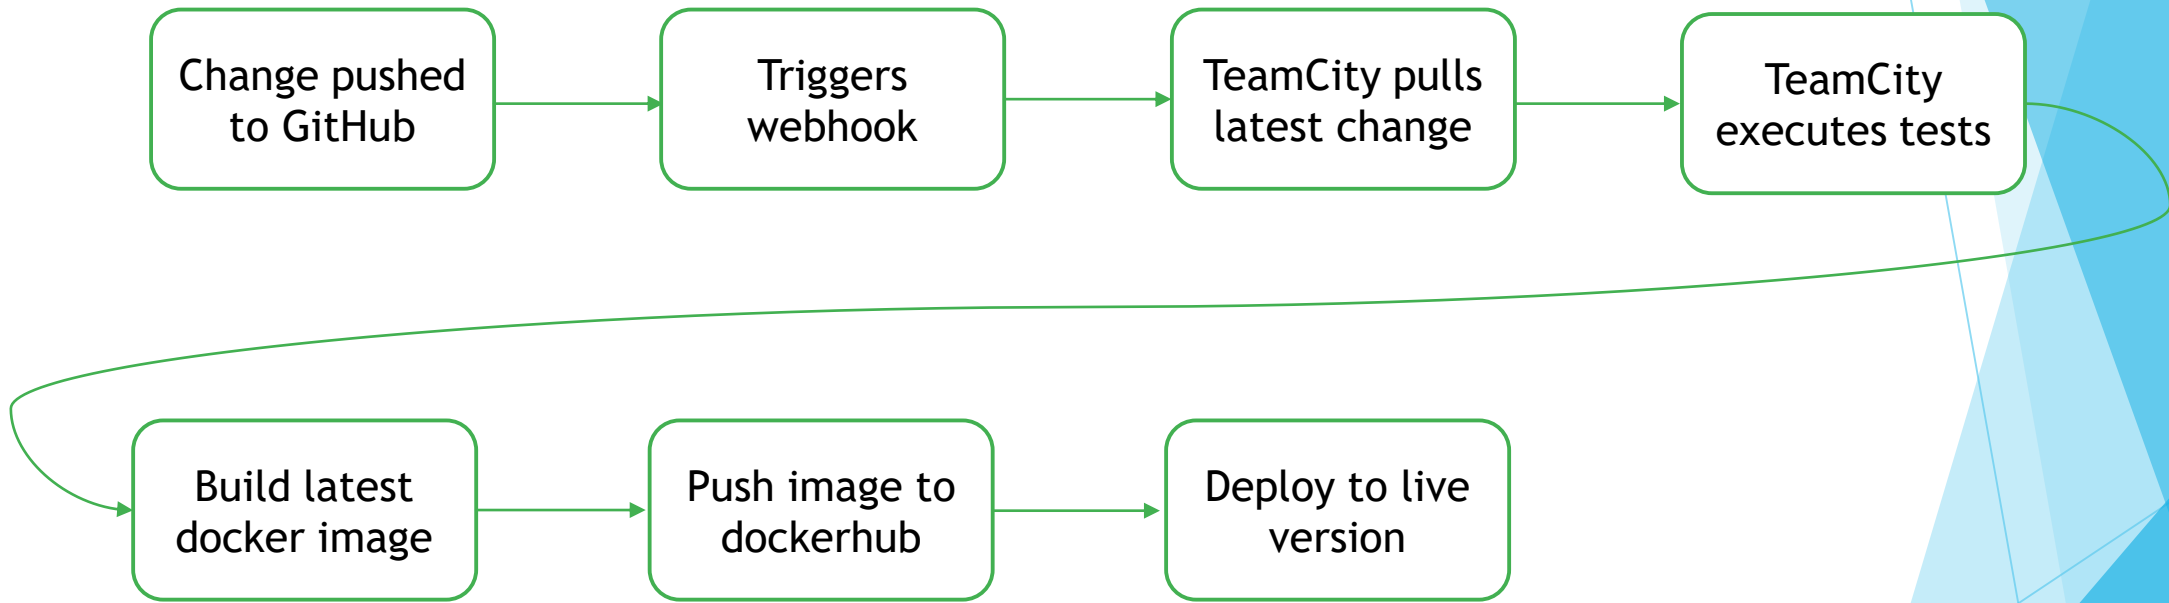 Change pushed
to GitHub
Triggers
webhook
TeamCity pulls
latest change
TeamCity
executes tests
Build latest
docker image
Push image to
dockerhub
Deploy to live
version